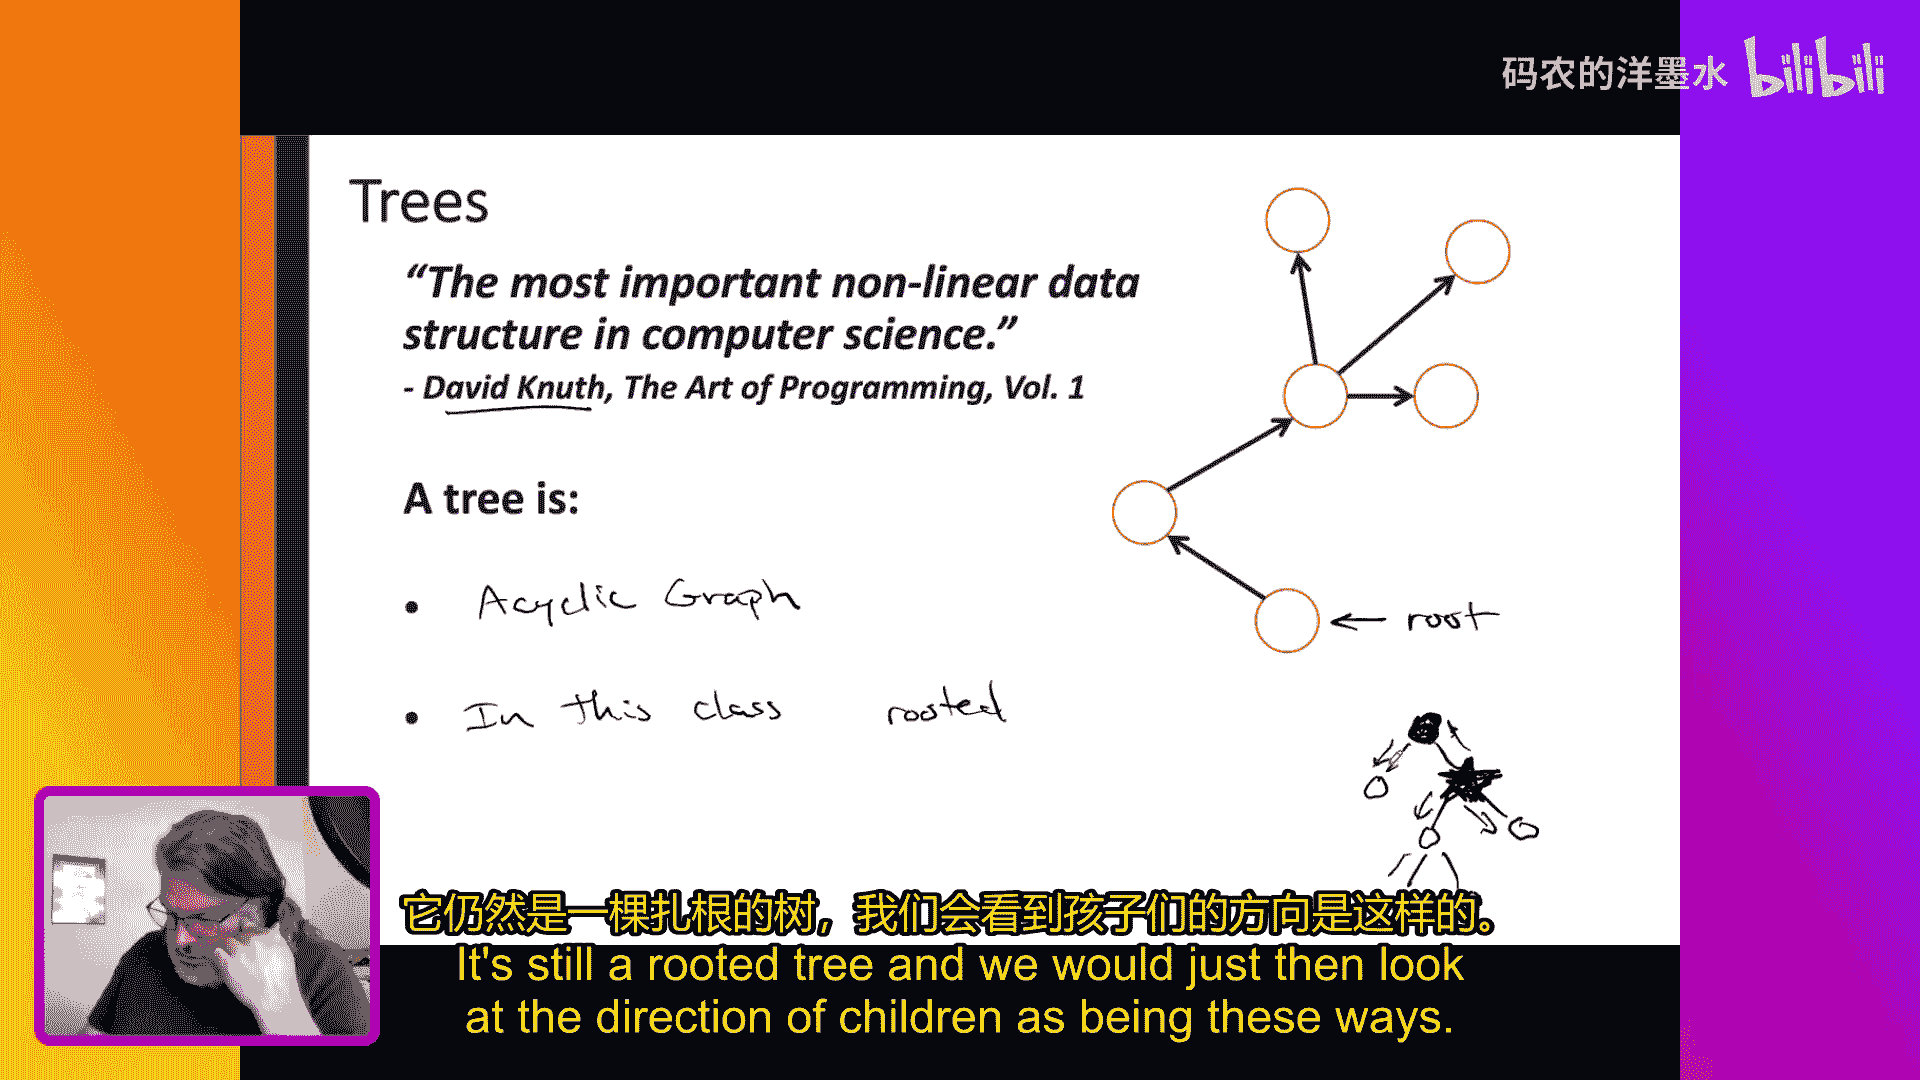 码农的洋墨水 bilibili
Trees
“The most important non-linear data
structure in computer science.”
- David Knuth, The Art of Programming, Vol. 1
A tree is:
• Acyclic Graph
← root
• In this class rooted
它仍然是一棵扎根的树，我们会看到孩子们的方向是这样的。
It's still a rooted tree and we would just then look
at the direction of children as being these ways.